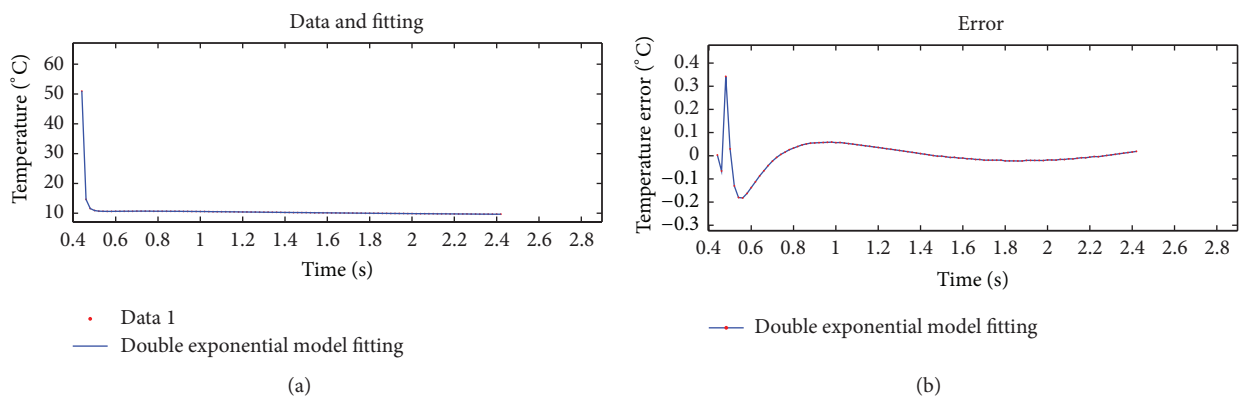 Data and fitting
Temperature (°C)
60
50
40
30
20
10
0.4 0.6 0.8 1 1.2 1.4 1.6 1.8 2 2.2 2.4 2.6 2.8
Time (s)
Data 1
Double exponential model fitting
(a)
Error
Temperature error (°C)
0.4
0.3
0.2
0.1
0
−0.1
−0.2
−0.3
0.4 0.6 0.8 1 1.2 1.4 1.6 1.8 2 2.2 2.4 2.6 2.8
Time (s)
Double exponential model fitting
(b)